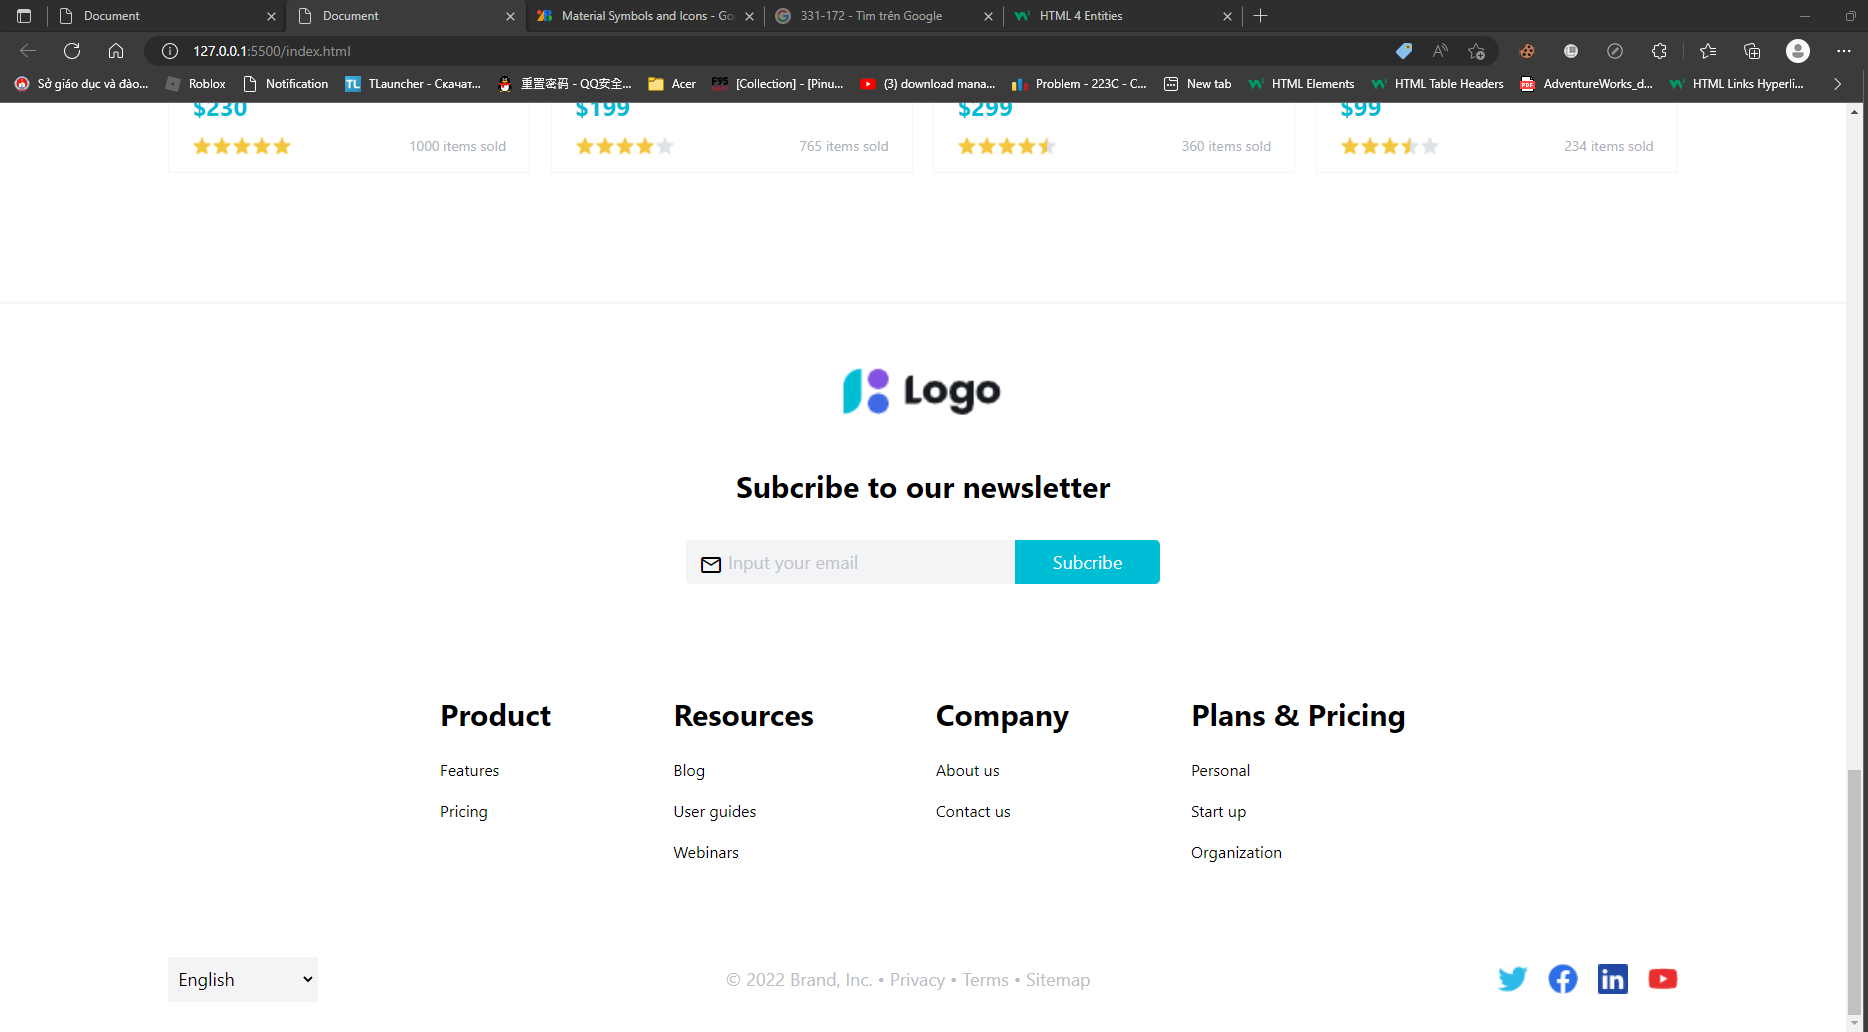 Document
Document
Material Symbols and Icons - Go
331-172 - Tìm trên Google
HTML 4 Entities
127.0.0.1:5500/index.html
Sở giáo dục và đào...
Roblox
Notification
TL
TLauncher - Скачат...
重置密码 - QQ安全...
Acer
F95
[Collection] - [Pinu...
(3) download mana...
Problem - 223C - C...
New tab
HTML Elements
HTML Table Headers
PDF
AdventureWorks_d...
HTML Links Hyperli...
$230
$199
$299
$99
1000 items sold
765 items sold
360 items sold
234 items sold
Logo
Subcribe to our newsletter
Input your email
Subcribe
Product
Resources
Company
Plans & Pricing
Features
Blog
About us
Personal
Pricing
User guides
Contact us
Start up
Webinars
Organization
English
© 2022 Brand, Inc. • Privacy • Terms • Sitemap
in